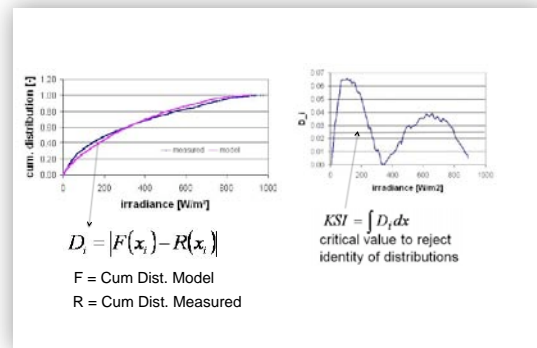 cum. distribution [-]
1.20
1.00
0.80
0.60
0.40
0.20
0.00
measured
model
0
200
400
600
800
1000
irradiance [W/m²]
D_i = |F(x_i) − R(x_i)|
F = Cum Dist. Model
R = Cum Dist. Measured
D_i
0.07
0.06
0.05
0.04
0.03
0.02
0.01
0.00
0
200
400
600
800
1000
irradiance [W/m2]
KSI = ∫ D_i dx
critical value to reject
identity of distributions